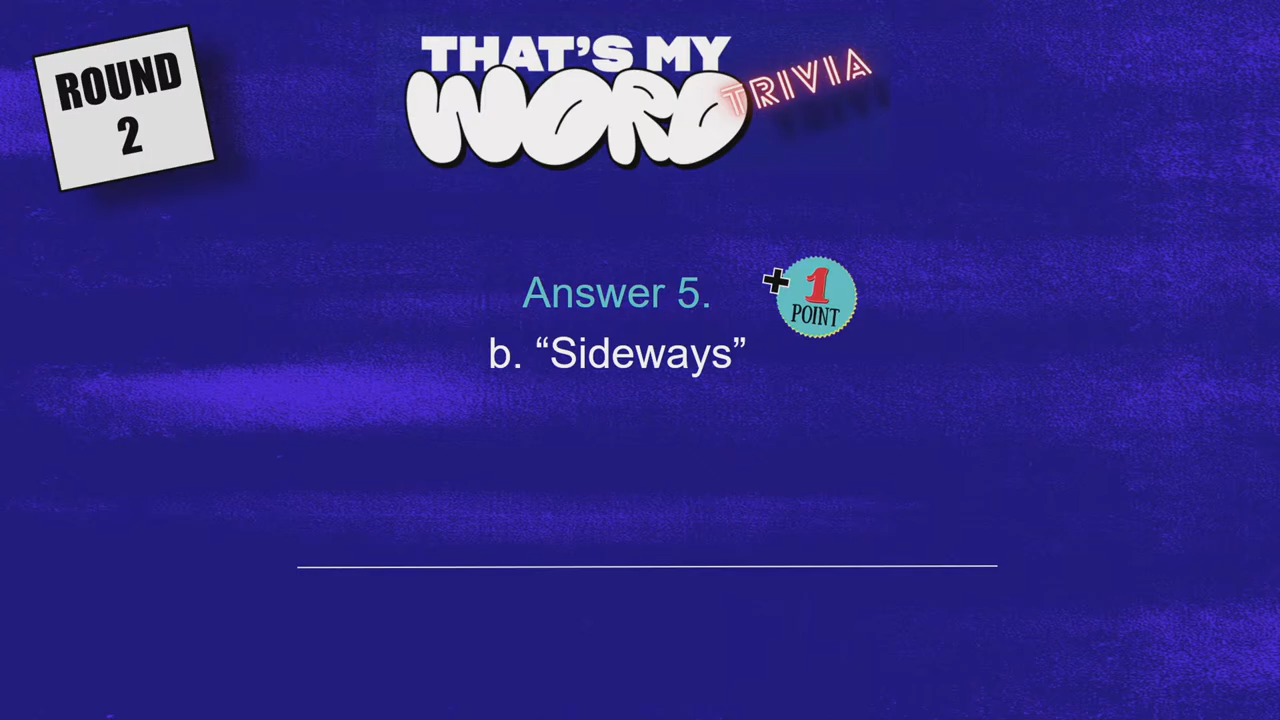 ROUND
2
THAT'S MY
WORD
TRIVIA
Answer 5.
+ 1
POINT
b. “Sideways”